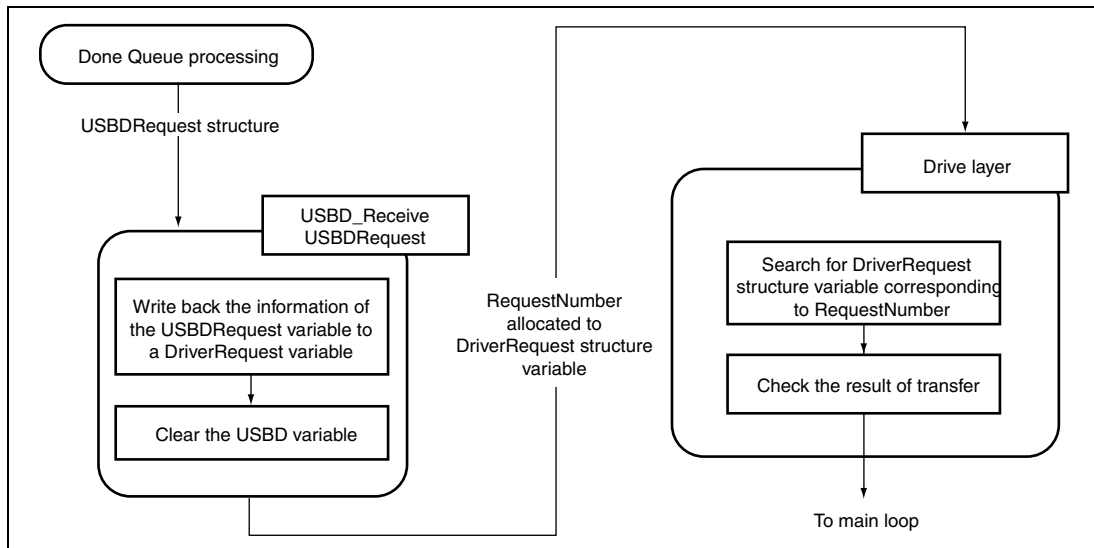 Done Queue processing
USBDRequest structure
USBD_Receive
USBDRequest
Write back the information of
the USBDRequest variable to
a DriverRequest variable
Clear the USBD variable
RequestNumber
allocated to
DriverRequest structure
variable
Drive layer
Search for DriverRequest
structure variable corresponding
to RequestNumber
Check the result of transfer
To main loop